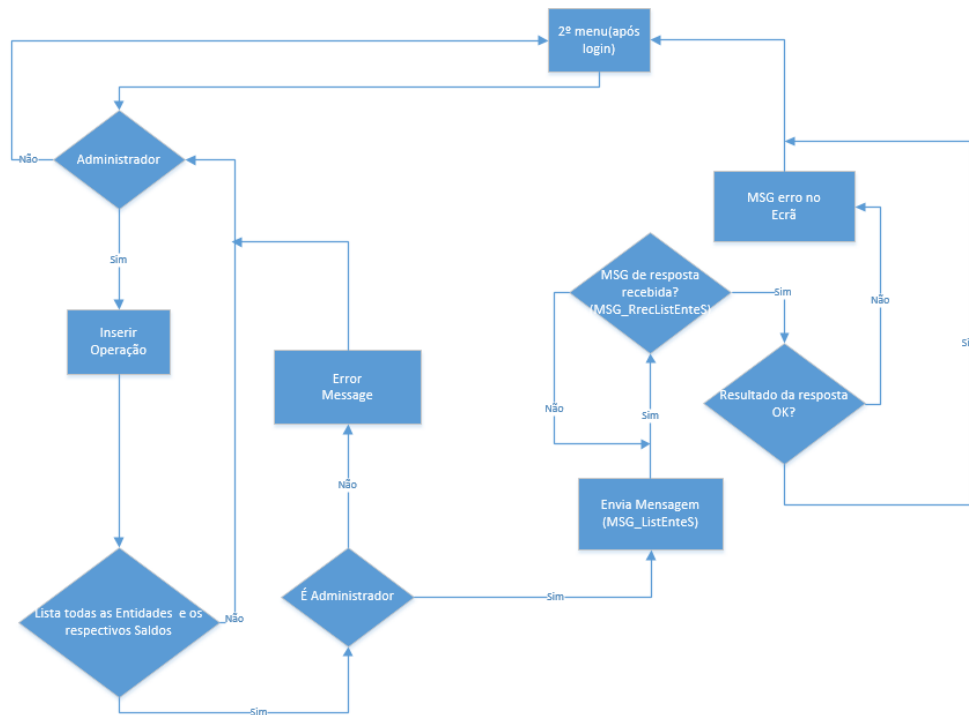 2º menu(após
login)
Administrador
Não
Sim
Inserir
Operação
Lista todas as Entidades e os
respectivos Saldos
Não
Sim
É Administrador
Não
Error
Message
Sim
Envia Mensagem
(MSG_ListEnteS)
Sim
Não
MSG de resposta
recebida?
(MSG_RrecListEnteS)
Sim
Resultado da resposta
OK?
Não
MSG erro no
Ecrã
Si